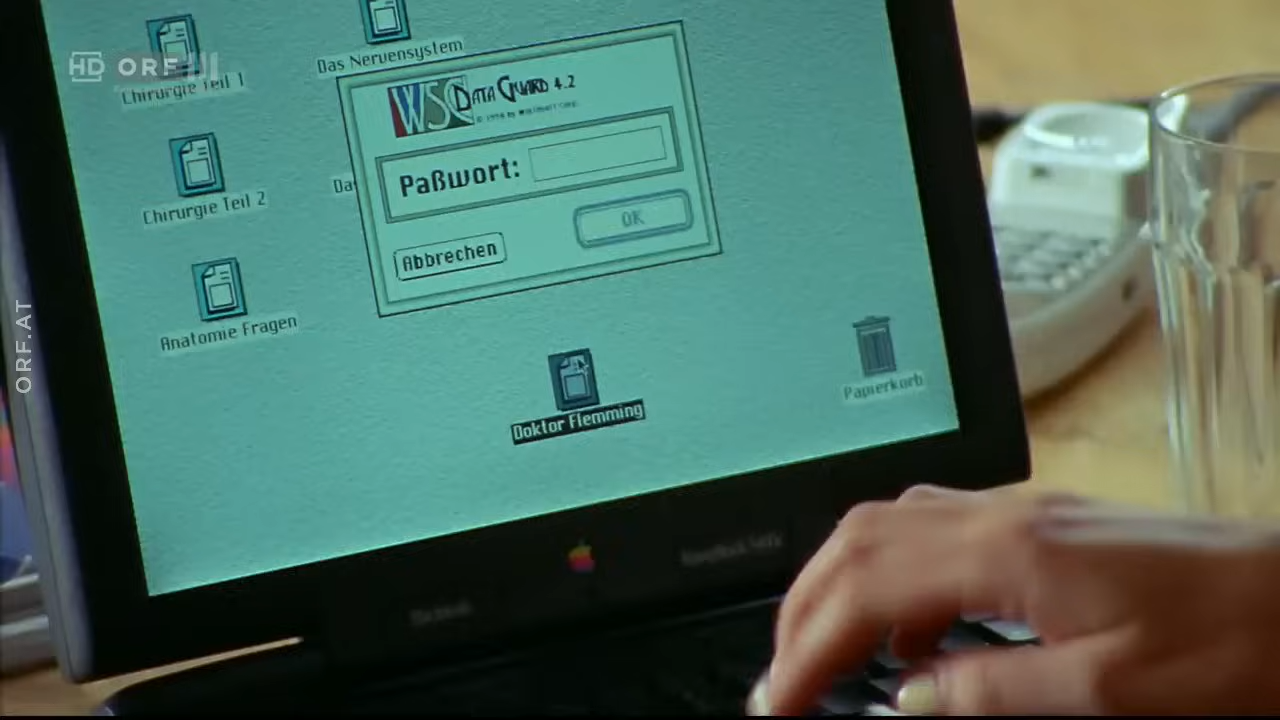 HD ORF
Chirurgie Teil 1
Das Nervensystem
WSC DATA GUARD 4.2
Paßwort:
Chirurgie Teil 2
OK
Abbrechen
Anatomie Fragen
Papierkorb
Doktor Flemming
ORF.AT